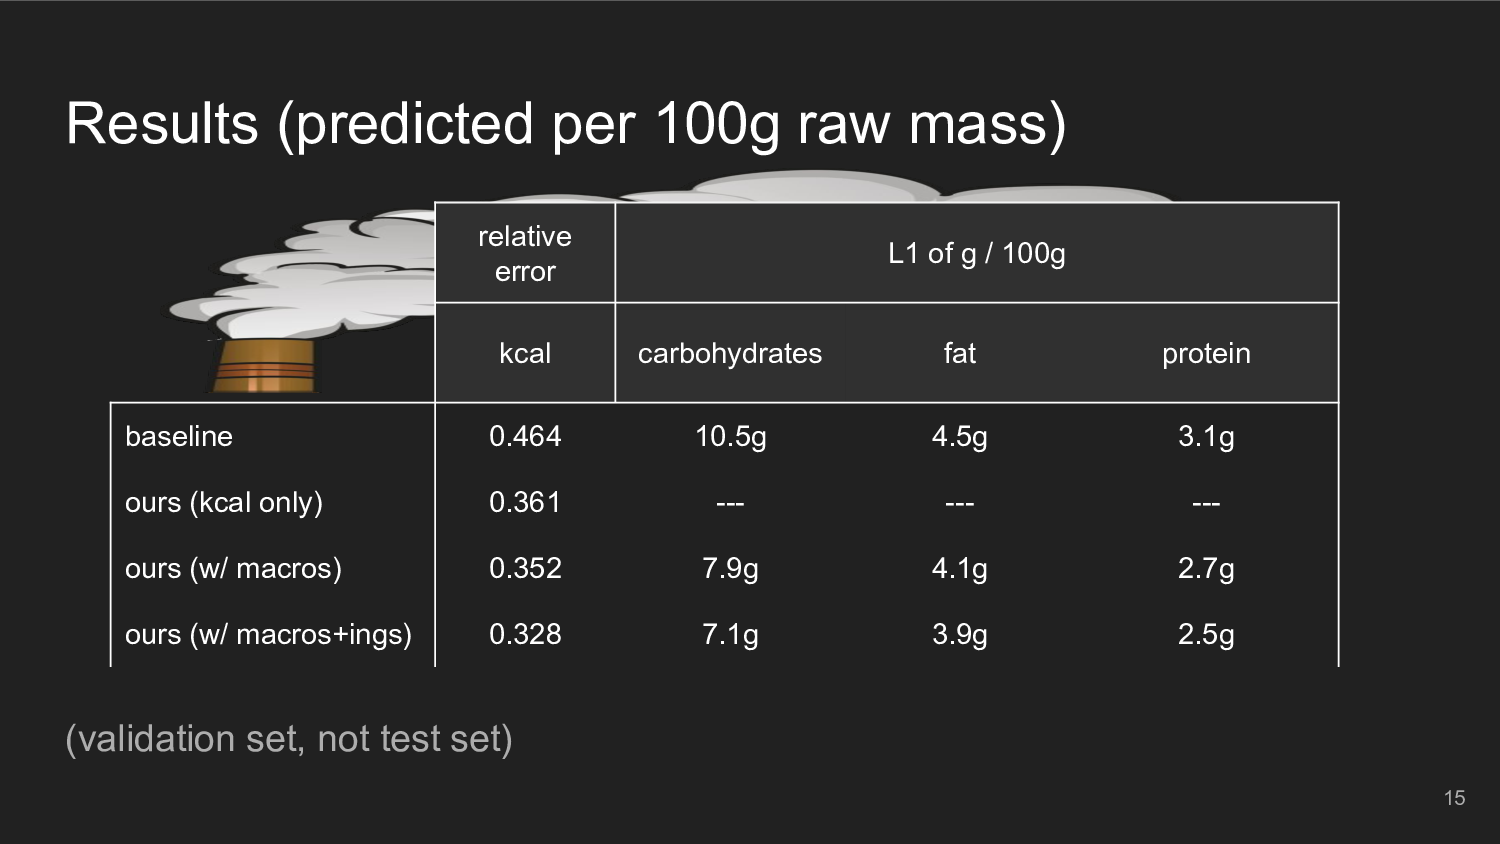 Results (predicted per 100g raw mass)
relative
error
L1 of g / 100g
kcal carbohydrates fat protein
baseline 0.464 10.5g 4.5g 3.1g
ours (kcal only) 0.361 --- --- ---
ours (w/ macros) 0.352 7.9g 4.1g 2.7g
ours (w/ macros+ings) 0.328 7.1g 3.9g 2.5g
(validation set, not test set)
15